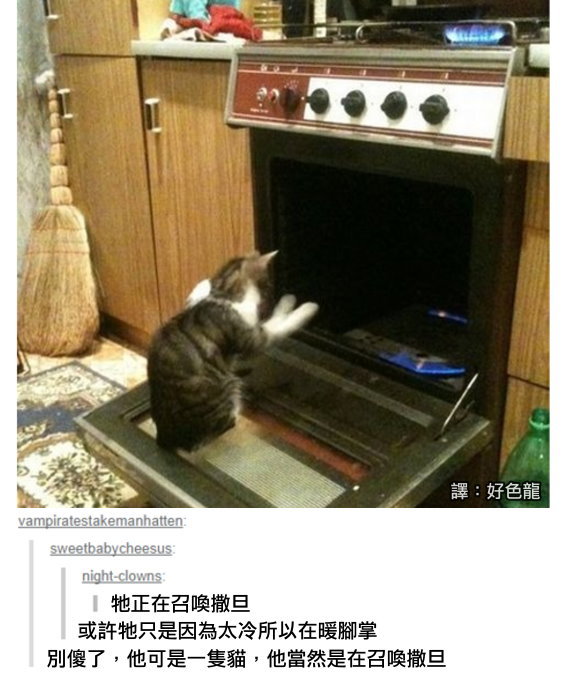 譯：好色龍
vampiratestakemanhatten:
sweetbabycheesus:
night-clowns:
牠正在召喚撒旦
或許牠只是因為太冷所以在暖腳掌
別傻了，他可是一隻貓，他當然是在召喚撒旦